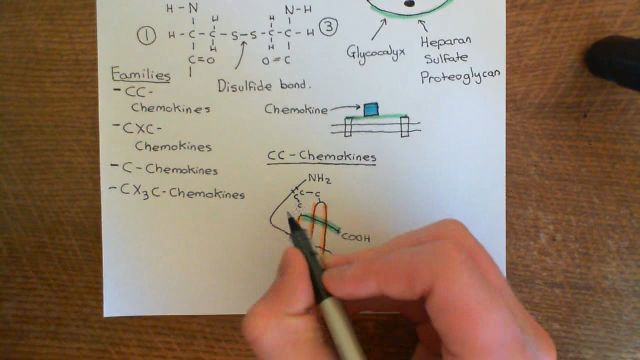 H-N
N-H
H
H
① H-C-C-S-S-C-C-H ③
H
H
C=O
O=C
Disulfide bond.
Glycocalyx
Heparan
Sulfate
Proteoglycan
Families
-CC-
Chemokines
-CXC-
Chemokines
-C-Chemokines
-CX₃C-Chemokines
Chemokine
CC-Chemokines
NH₂
C-C
C
COOH